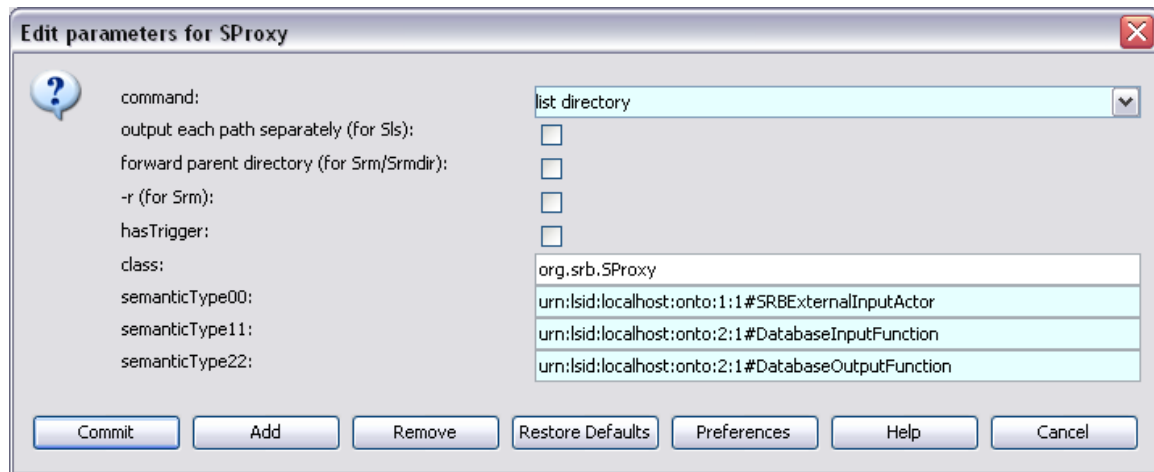 Edit parameters for SProxy
command: list directory
output each path separately (for Sls):
forward parent directory (for Srm/Srmdir):
-r (for Srm):
hasTrigger:
class: org.srb.SProxy
semanticType00: urn:lsid:localhost:onto:1:1#SRBExternalInputActor
semanticType11: urn:lsid:localhost:onto:2:1#DatabaseInputFunction
semanticType22: urn:lsid:localhost:onto:2:1#DatabaseOutputFunction
Commit Add Remove Restore Defaults Preferences Help Cancel